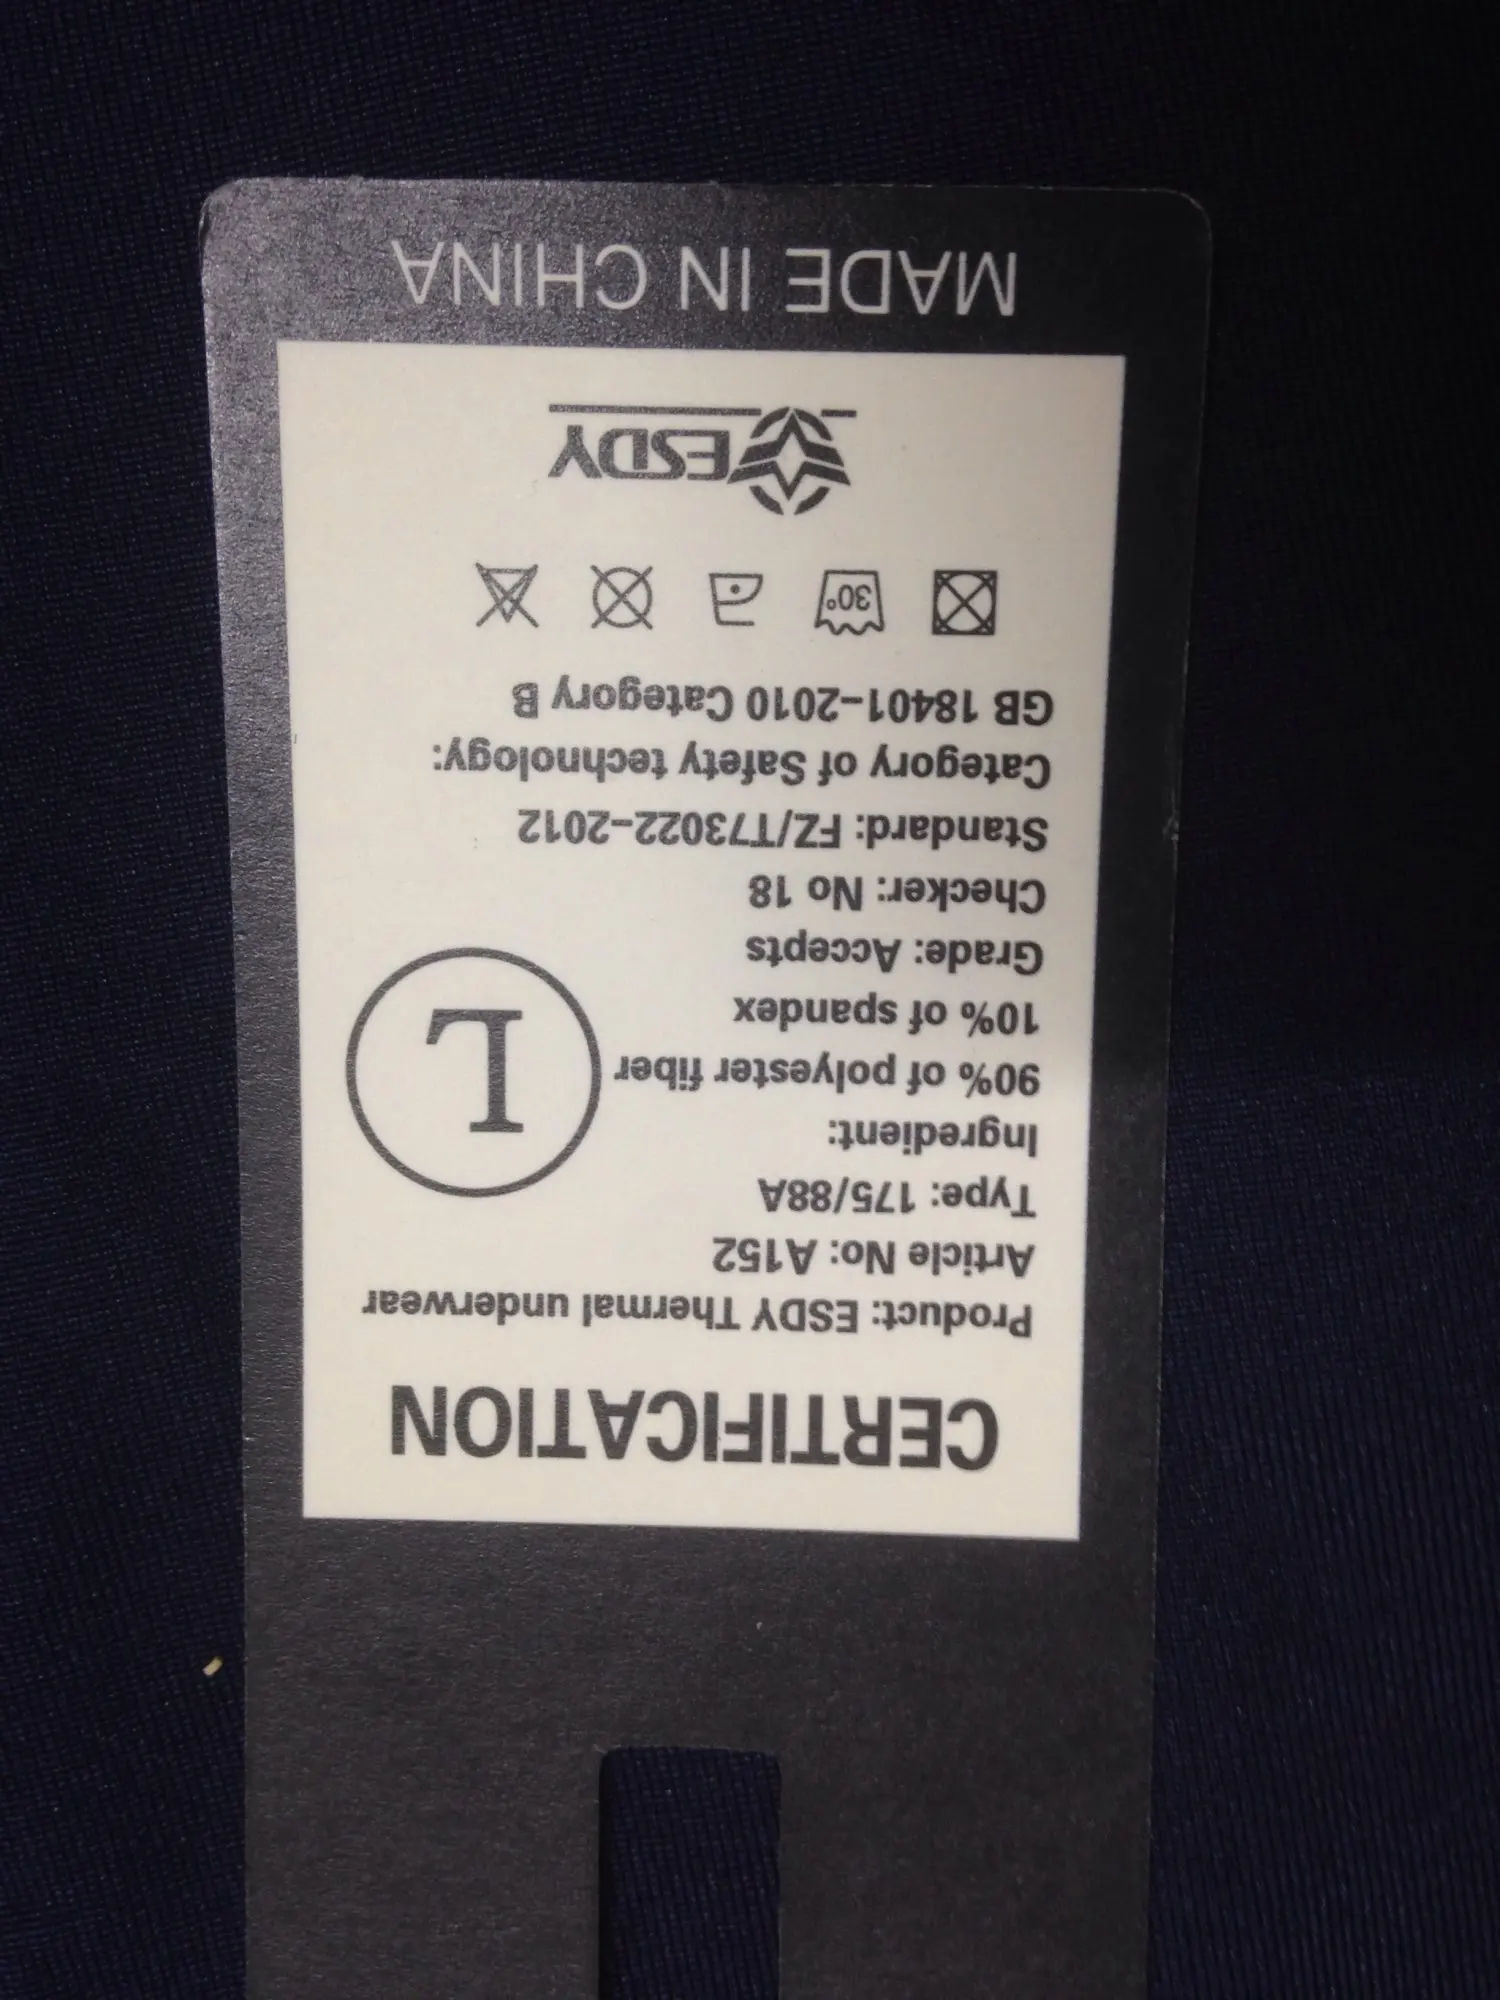 CERTIFICATION
Product: ESDY Thermal underwear
Article No: A152
Type: 175/88A
Ingredient:
90% of polyester fiber
10% of spandex
L
Grade: Accepts
Checker: No 18
Standard: FZ/T73022-2012
Category of Safety technology:
GB 18401-2010 Category B
30°
ESDY
MADE IN CHINA